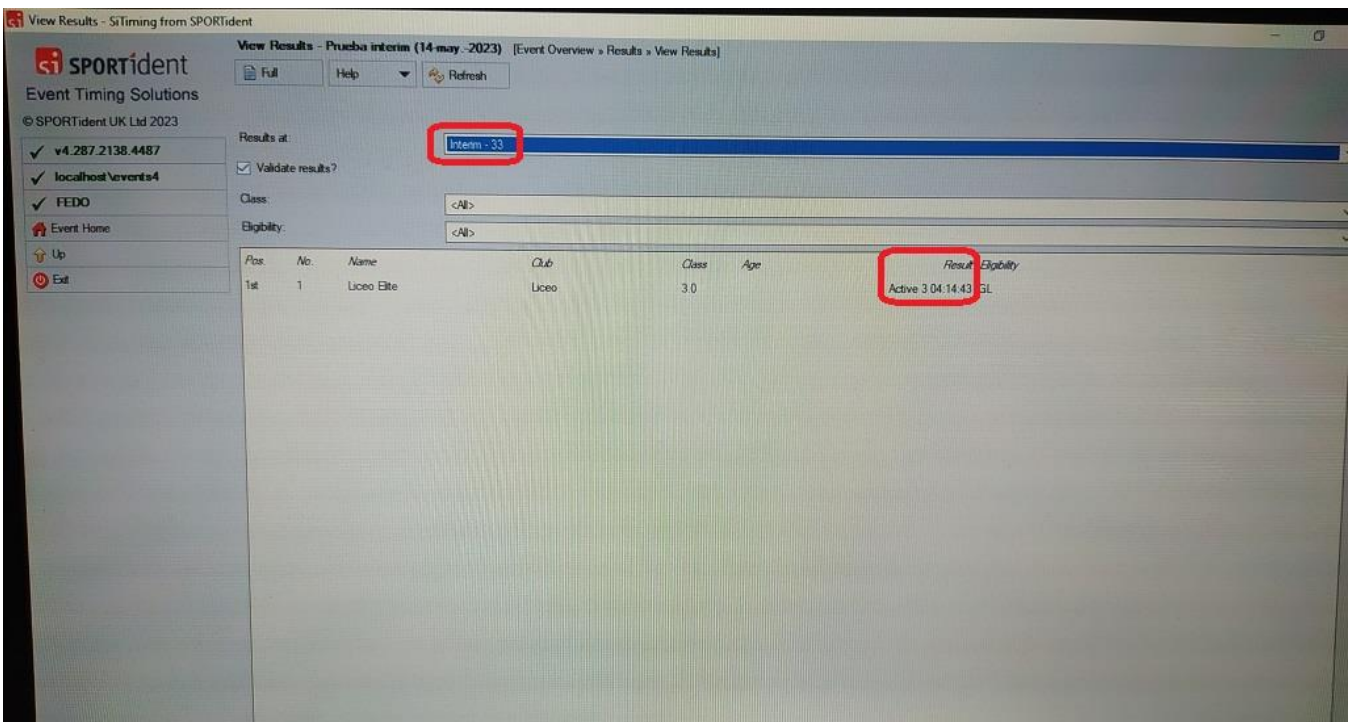 View Results - SiTiming from SPORTident
View Results - Prueba interim (14-may.-2023) [Event Overview » Results » View Results]
si SPORTident
Full Help Refresh
Event Timing Solutions
© SPORTident UK Ltd 2023
Results at: Interim - 33
v4.287.2138.4487
Validate results?
localhost\events4
Class: <All>
FEDO
Eligibility: <All>
Event Home
Up
Exit
Pos. No. Name Club Class Age Result Eligibility
1st 1 Liceo Elite Liceo 3.0 Active 3 04:14:43 GL